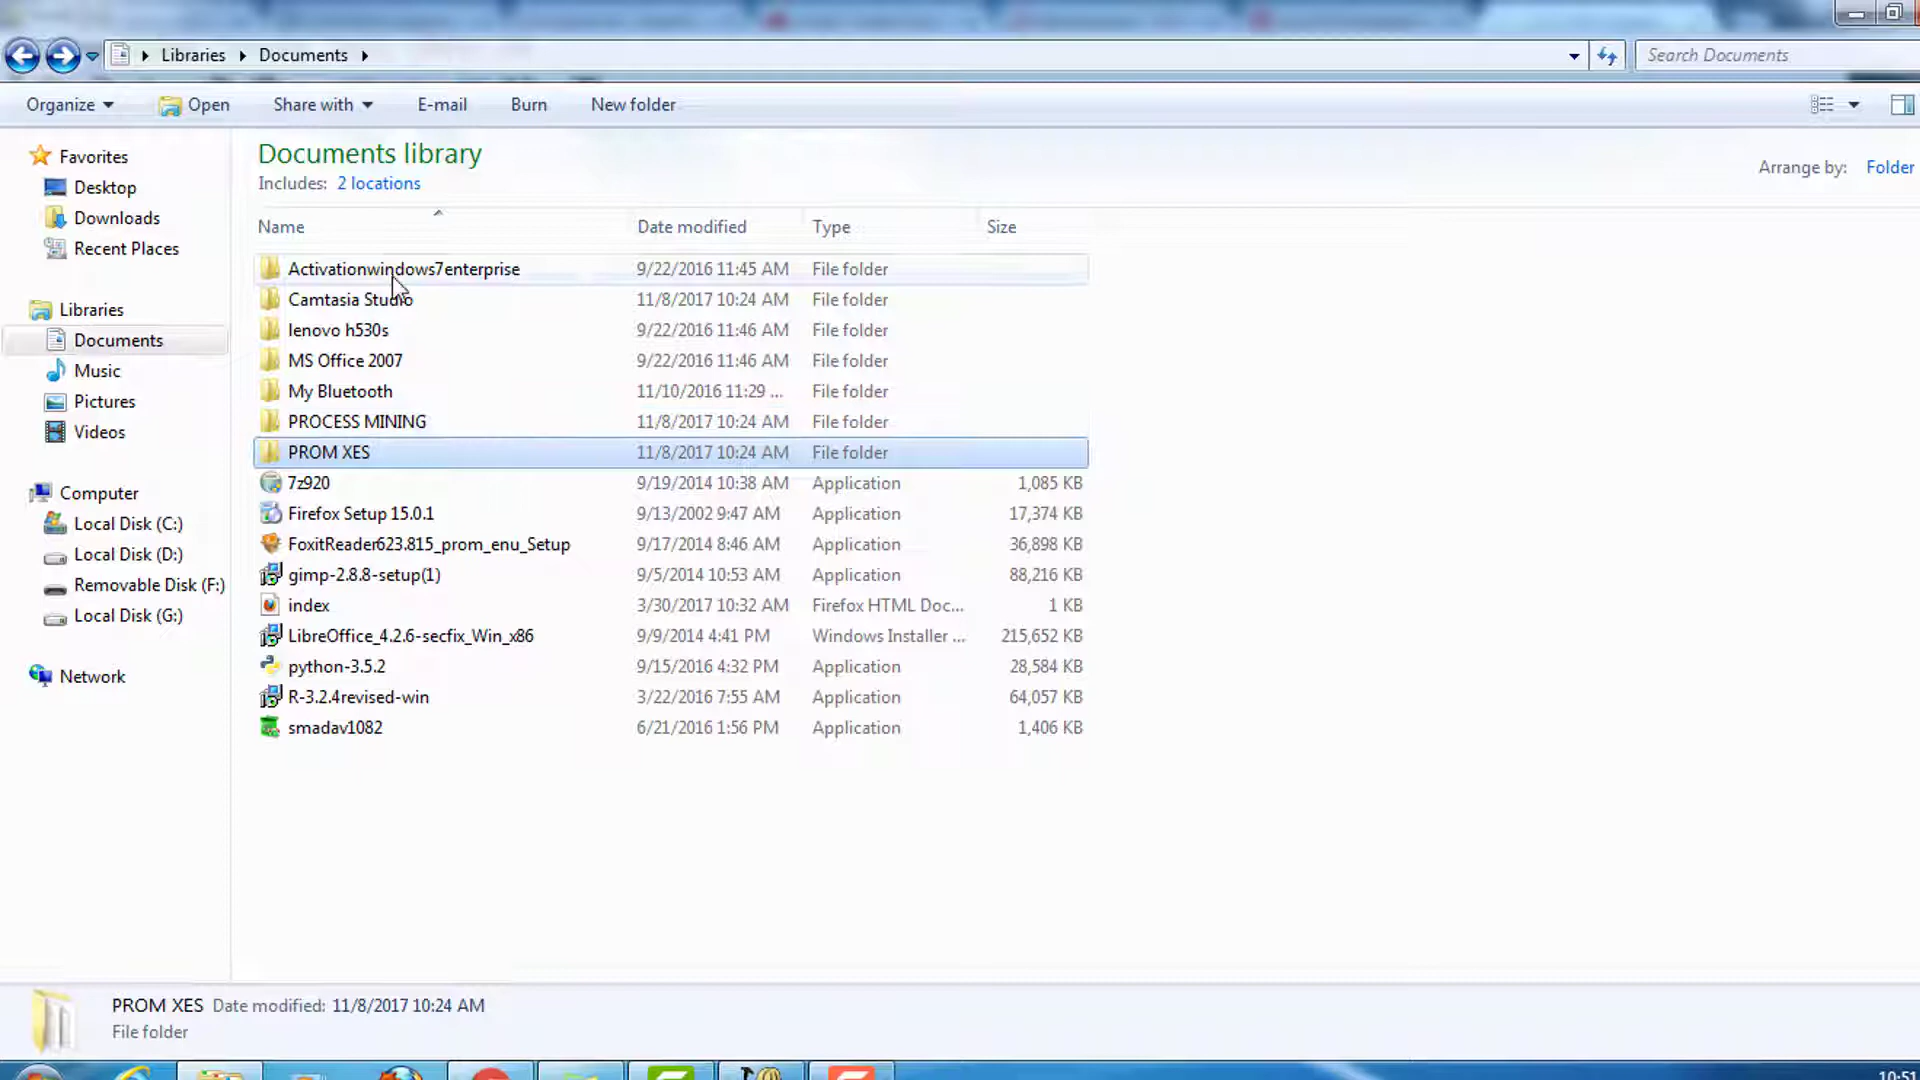 Libraries Documents
Search Documents
Organize Open Share with E-mail Burn New folder
Documents library
Includes: 2 locations
Arrange by: Folder
Name Date modified Type Size
Favorites
Desktop
Downloads
Recent Places
Libraries
Documents
Music
Pictures
Videos
Computer
Local Disk (C:)
Local Disk (D:)
Removable Disk (F:)
Local Disk (G:)
Network
Activationwindows7enterprise 9/22/2016 11:45 AM File folder
Camtasia Studio 11/8/2017 10:24 AM File folder
lenovo h530s 9/22/2016 11:46 AM File folder
MS Office 2007 9/22/2016 11:46 AM File folder
My Bluetooth 11/10/2016 11:29 ... File folder
PROCESS MINING 11/8/2017 10:24 AM File folder
PROM XES 11/8/2017 10:24 AM File folder
7z920 9/19/2014 10:38 AM Application 1,085 KB
Firefox Setup 15.0.1 9/13/2002 9:47 AM Application 17,374 KB
FoxitReader623.815_prom_enu_Setup 9/17/2014 8:46 AM Application 36,898 KB
gimp-2.8.8-setup(1) 9/5/2014 10:53 AM Application 88,216 KB
index 3/30/2017 10:32 AM Firefox HTML Doc... 1 KB
LibreOffice_4.2.6-secfix_Win_x86 9/9/2014 4:41 PM Windows Installer ... 215,652 KB
python-3.5.2 9/15/2016 4:32 PM Application 28,584 KB
R-3.2.4revised-win 3/22/2016 7:55 AM Application 64,057 KB
smadav1082 6/21/2016 1:56 PM Application 1,406 KB
PROM XES Date modified: 11/8/2017 10:24 AM
File folder
10:51